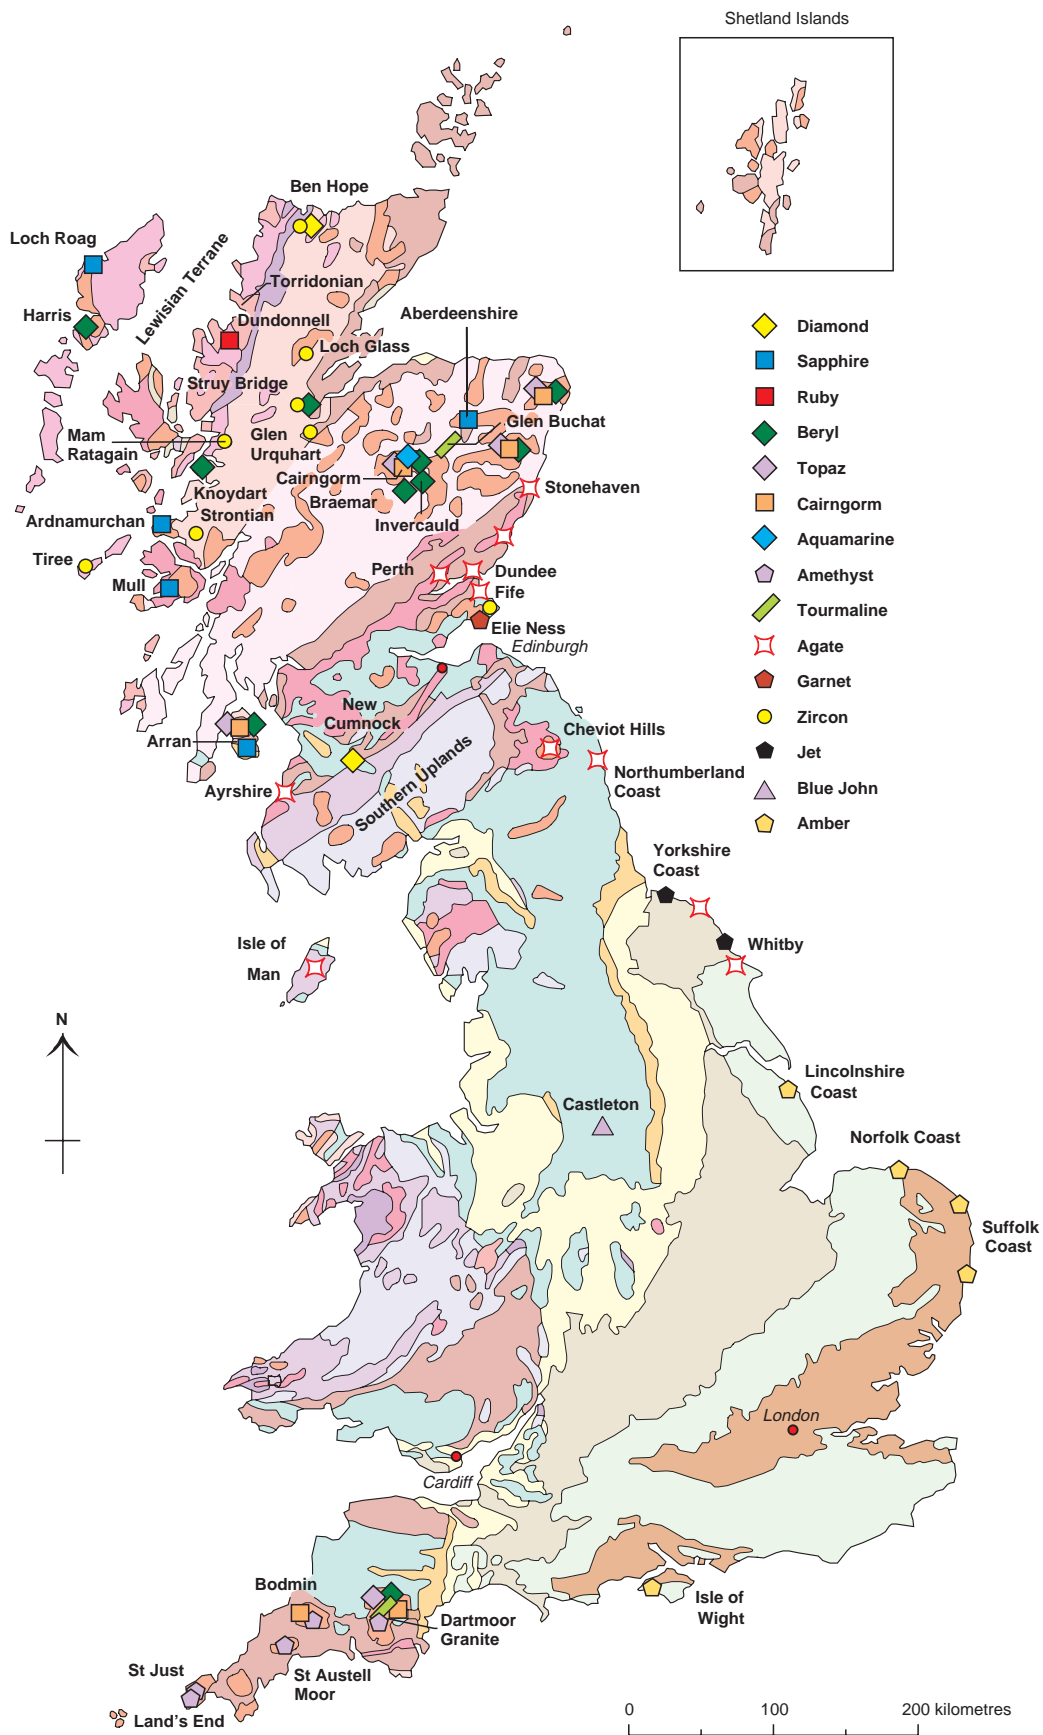 Shetland Islands
Ben Hope
Loch Roag
Lewisian Terrane
Torridonian
Harris
Dundonnell
Aberdeenshire
Loch Glass
Struy Bridge
Mam
Ratagain
Glen
Urquhart
Glen Buchat
Cairngorm
Knoydart
Braemar
Invercauld
Stonehaven
Ardnamurchan
Strontian
Tiree
Mull
Perth
Dundee
Fife
Elie Ness
Edinburgh
New
Cumnock
Arran
Ayrshire
Southern Uplands
Cheviot Hills
Northumberland
Coast
Diamond
Sapphire
Ruby
Beryl
Topaz
Cairngorm
Aquamarine
Amethyst
Tourmaline
Agate
Garnet
Zircon
Jet
Blue John
Amber
Yorkshire
Coast
Whitby
Isle of
Man
N
Lincolnshire
Coast
Castleton
Norfolk Coast
Suffolk
Coast
London
Cardiff
Bodmin
Dartmoor
Granite
Isle of
Wight
St Just
St Austell
Moor
Land's End
0 100 200 kilometres